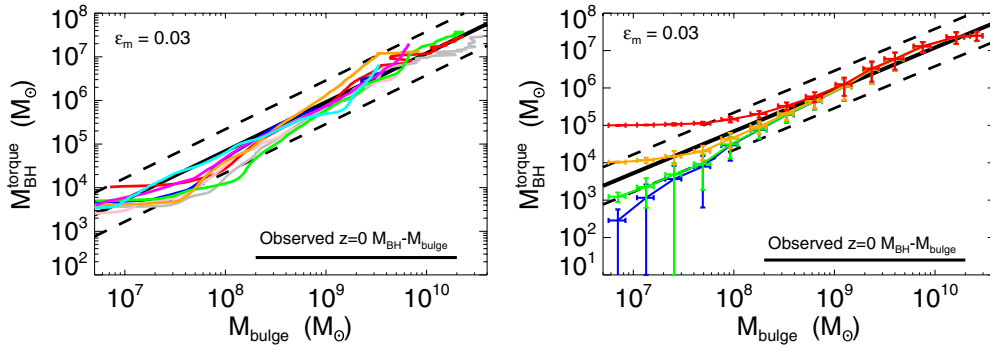 10^8
10^7
10^6
10^5
10^4
10^3
10^2
M_BH^torque (M_⊙)
ε_m = 0.03
Observed z=0 M_BH-M_bulge
10^7 10^8 10^9 10^10
M_bulge (M_⊙)
10^8
10^7
10^6
10^5
10^4
10^3
10^2
10
M_BH^torque (M_⊙)
ε_m = 0.03
Observed z=0 M_BH-M_bulge
10^7 10^8 10^9 10^10
M_bulge (M_⊙)